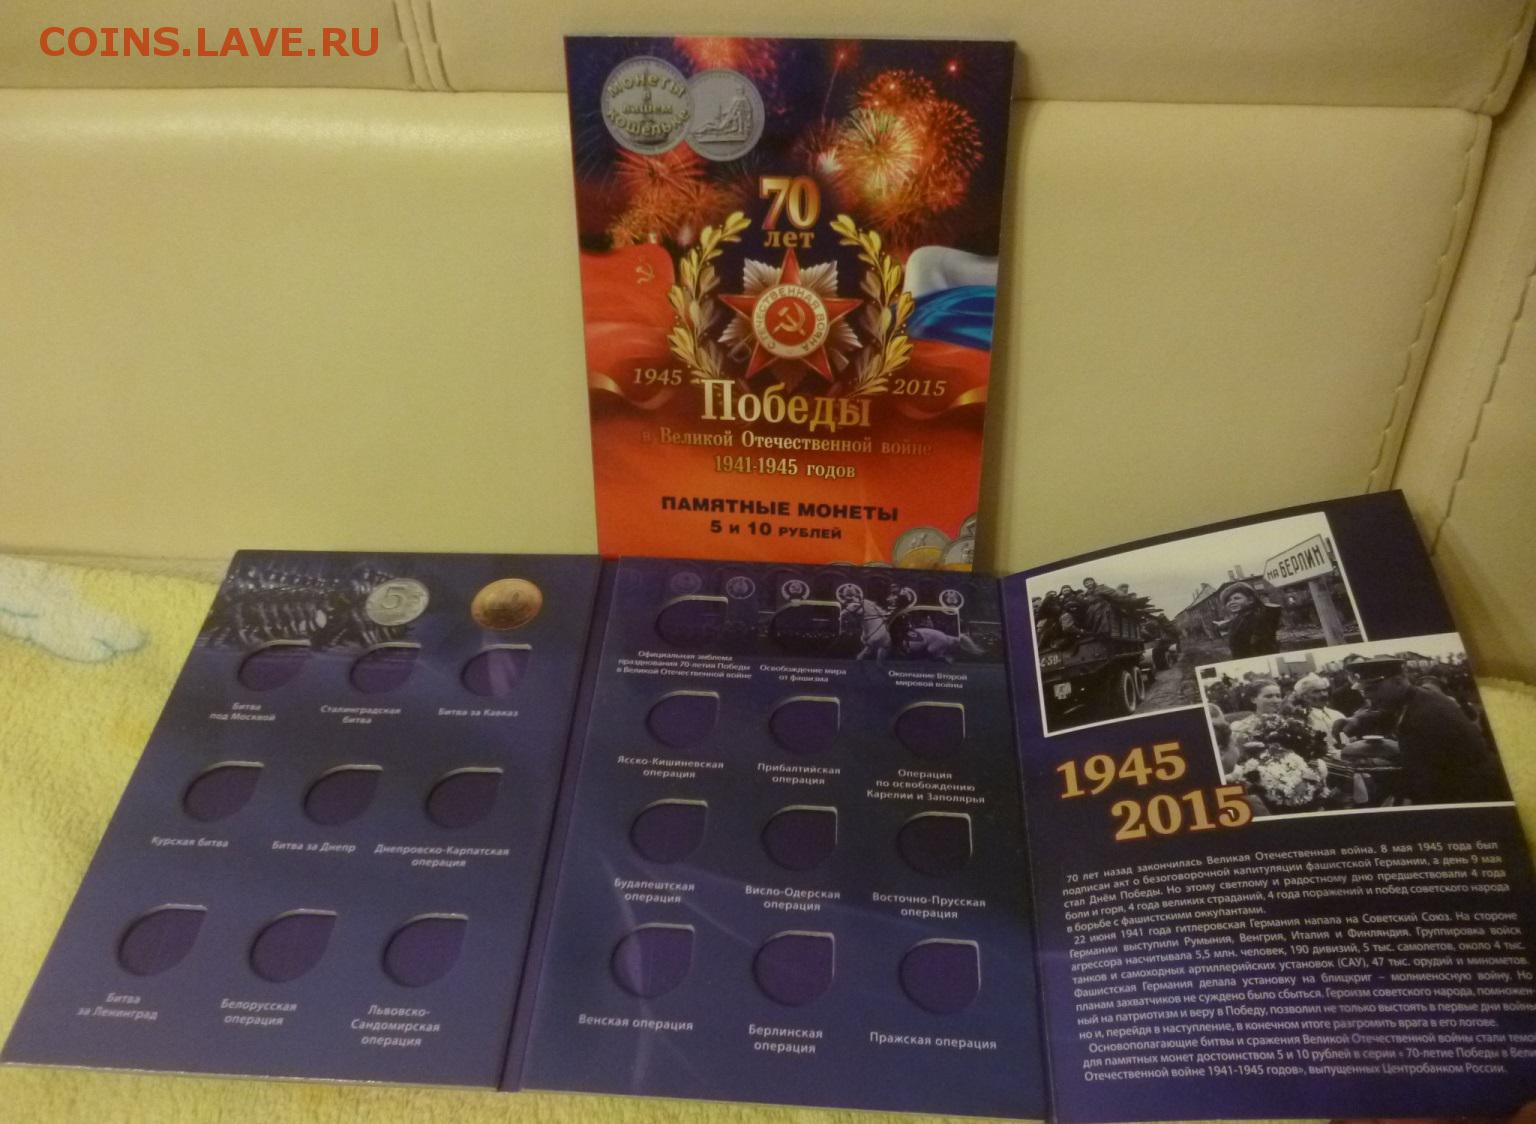 COINS.LAVE.RU
МОНЕТЫ
в
вашем
кошельке
70
лет
ОТЕЧЕСТВЕННАЯ ВОЙНА
1945
2015
Победы
в Великой Отечественной войне
1941-1945 годов
ПАМЯТНЫЕ МОНЕТЫ
5 и 10 РУБЛЕЙ
5
Битва
под Москвой
Сталинградская
битва
Битва за Кавказ
Курская битва
Битва за Днепр
Днепровско-Карпатская
операция
Битва
за Ленинград
Белорусская
операция
Львовско-
Сандомирская
операция
Официальная эмблема
празднования 70-летия Победы
в Великой Отечественной войне
Освобождение мира
от фашизма
Окончание Второй
мировой войны
Ясско-Кишиневская
операция
Прибалтийская
операция
Операция
по освобождению
Карелии и Заполярья
Будапештская
операция
Висло-Одерская
операция
Восточно-Прусская
операция
Венская операция
Берлинская
операция
Пражская операция
НА БЕРЛИН
1945
2015
70 лет назад закончилась Великая Отечественная война. 8 мая 1945 года был
подписан акт о безоговорочной капитуляции фашистской Германии, а день 9 мая
стал Днём Победы. Но этому светлому и радостному дню предшествовали 4 года
боли и горя, 4 года великих страданий, 4 года поражений и побед советского народа
в борьбе с фашистскими оккупантами.
22 июня 1941 года гитлеровская Германия напала на Советский Союз. На стороне
Германии выступили Румыния, Венгрия, Италия и Финляндия. Группировка войск
агрессора насчитывала 5,5 млн. человек, 190 дивизий, 5 тыс. самолетов, около 4 тыс.
танков и самоходных артиллерийских установок (САУ), 47 тыс. орудий и минометов.
Фашистская Германия делала установку на блицкриг – молниеносную войну. Но
планам захватчиков не суждено было сбыться. Героизм советского народа, помножен-
ный на патриотизм и веру в Победу, позволил не только выстоять в первые дни войны,
но и, перейдя в наступление, в конечном итоге разгромить врага в его логове.
Основополагающие битвы и сражения Великой Отечественной войны стали темой
для памятных монет достоинством 5 и 10 рублей в серии « 70-летие Победы в Вели
Отечественной войне 1941-1945 годов», выпущенных Центробанком России.